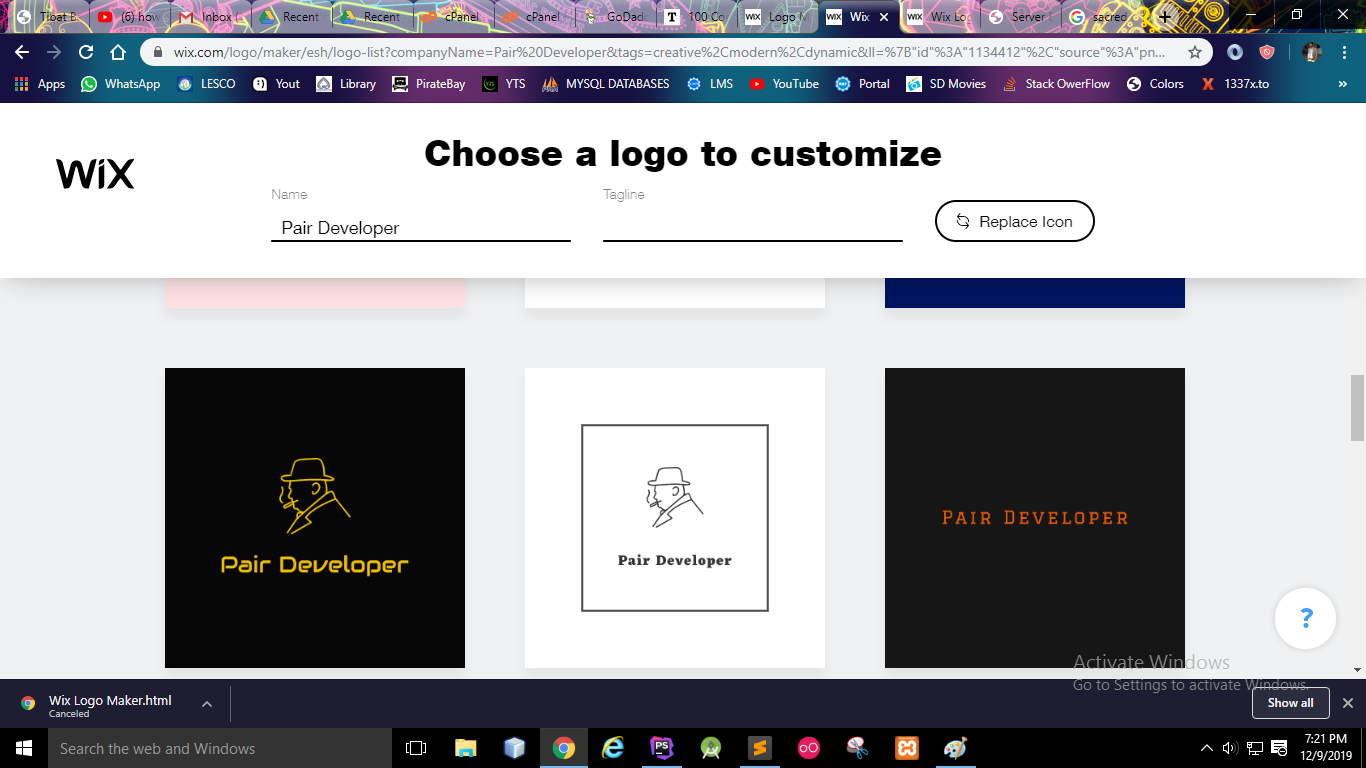 Tibat B
(6) how
Inbox
Recent
Recent
cPanel
cPanel
GoDad
100 Co
Logo M
Wix
Wix Lo
Server
sacred
wix.com/logo/maker/esh/logo-list?companyName=Pair%20Developer&tags=creative%2Cmodern%2Cdynamic&ll=%7B"id"%3A"1134412"%2C"source"%3A"pn...
Apps WhatsApp LESCO Yout Library PirateBay YTS MYSQL DATABASES LMS YouTube Portal SD Movies Stack OwerFlow Colors 1337x.to »
WiX
Choose a logo to customize
Name
Pair Developer
Tagline
Replace Icon
Pair Developer
Pair Developer
Pair Developer
?
Activate Windows
Go to Settings to activate Windows.
Wix Logo Maker.html
Canceled
Show all
Search the web and Windows
7:21 PM
12/9/2019